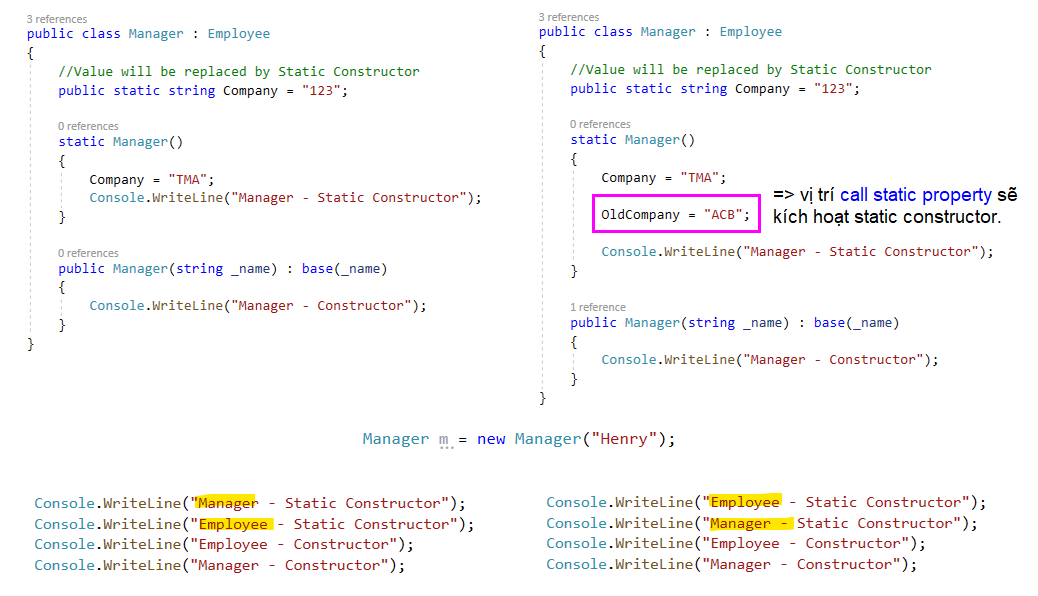 3 references
public class Manager : Employee
{
//Value will be replaced by Static Constructor
public static string Company = "123";
0 references
static Manager()
{
Company = "TMA";
Console.WriteLine("Manager - Static Constructor");
}
0 references
public Manager(string _name) : base(_name)
{
Console.WriteLine("Manager - Constructor");
}
}
3 references
public class Manager : Employee
{
//Value will be replaced by Static Constructor
public static string Company = "123";
0 references
static Manager()
{
Company = "TMA";
OldCompany = "ACB";
Console.WriteLine("Manager - Static Constructor");
}
1 reference
public Manager(string _name) : base(_name)
{
Console.WriteLine("Manager - Constructor");
}
}
=> vị trí call static property sẽ
kích hoạt static constructor.
Manager m = new Manager("Henry");
Console.WriteLine("Manager - Static Constructor");
Console.WriteLine("Employee - Static Constructor");
Console.WriteLine("Employee - Constructor");
Console.WriteLine("Manager - Constructor");
Console.WriteLine("Employee - Static Constructor");
Console.WriteLine("Manager - Static Constructor");
Console.WriteLine("Employee - Constructor");
Console.WriteLine("Manager - Constructor");